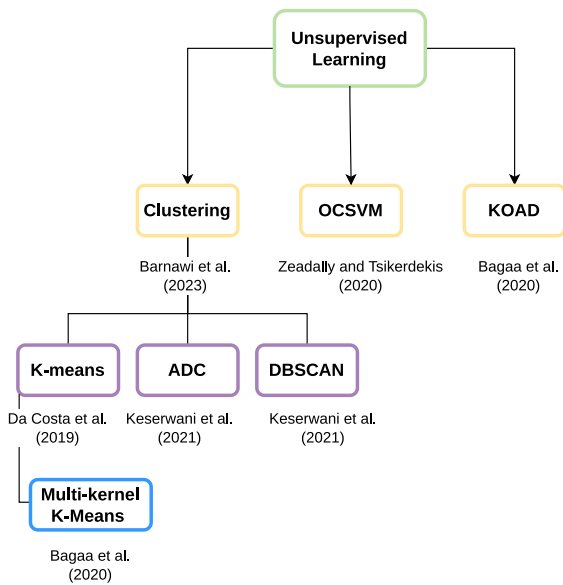 Unsupervised
Learning
Clustering
OCSVM
KOAD
Barnawi et al.
(2023)
Zeadally and Tsikerdekis
(2020)
Bagaa et al.
(2020)
K-means
ADC
DBSCAN
Da Costa et al.
(2019)
Keserwani et al.
(2021)
Keserwani et al.
(2021)
Multi-kernel
K-Means
Bagaa et al.
(2020)